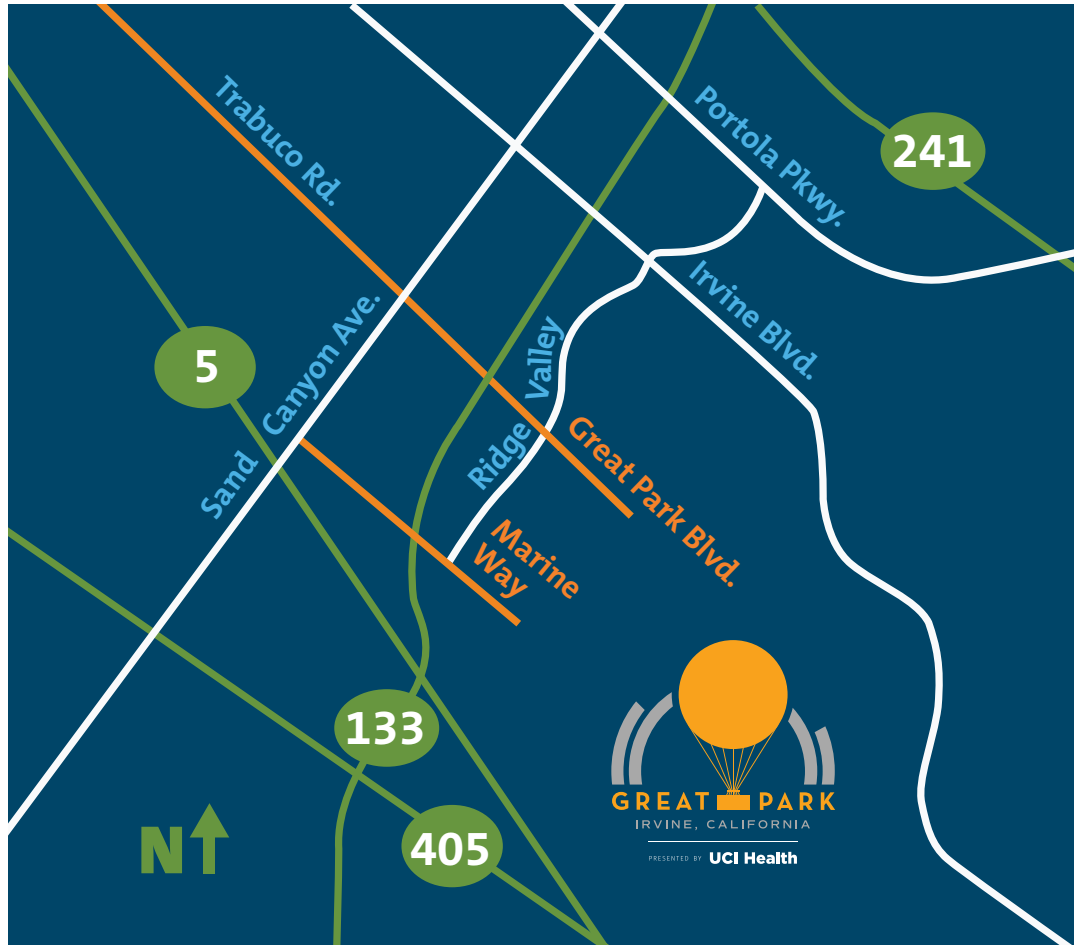 Trabuco Rd.
Portola Pkwy.
241
Irvine Blvd.
5
Sand Canyon Ave.
Ridge Valley
Great Park Blvd.
Marine
Way
133
405
N
GREAT PARK
IRVINE, CALIFORNIA
PRESENTED BY UCI Health